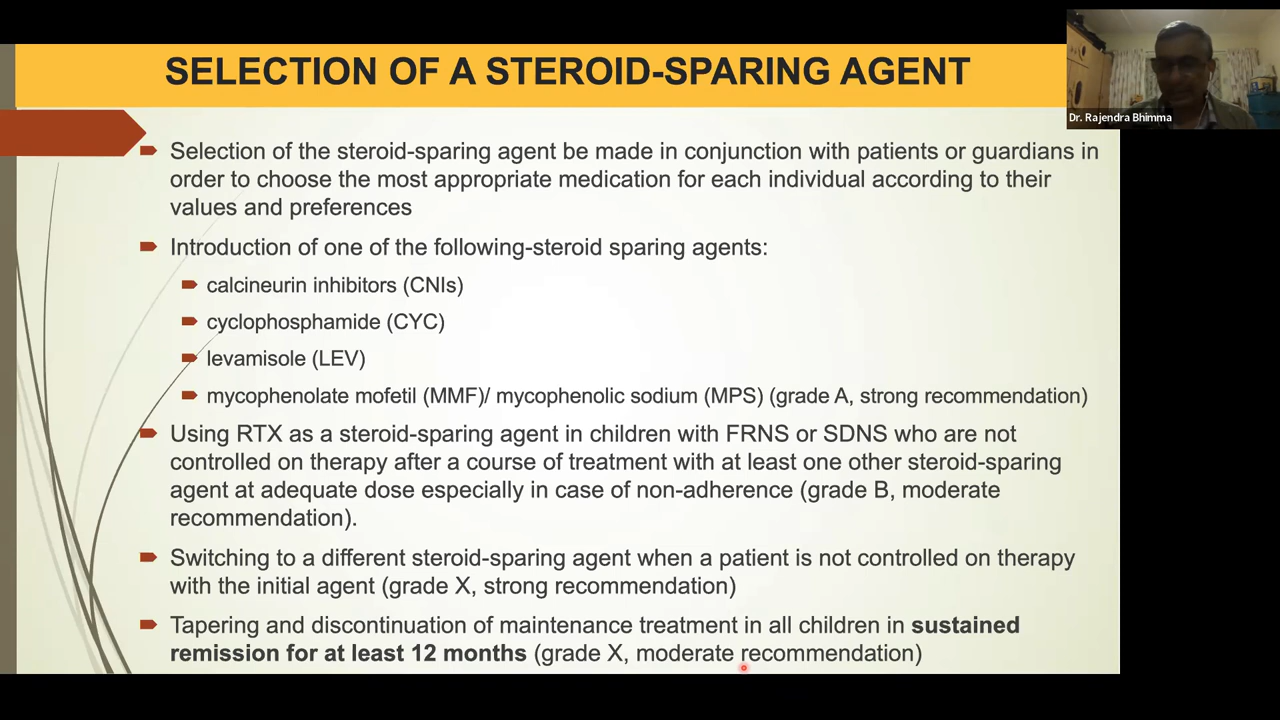 SELECTION OF A STEROID-SPARING AGENT
Dr. Rajendra Bhimma
Selection of the steroid-sparing agent be made in conjunction with patients or guardians in
order to choose the most appropriate medication for each individual according to their
values and preferences
Introduction of one of the following-steroid sparing agents:
calcineurin inhibitors (CNIs)
cyclophosphamide (CYC)
levamisole (LEV)
mycophenolate mofetil (MMF)/ mycophenolic sodium (MPS) (grade A, strong recommendation)
Using RTX as a steroid-sparing agent in children with FRNS or SDNS who are not
controlled on therapy after a course of treatment with at least one other steroid-sparing
agent at adequate dose especially in case of non-adherence (grade B, moderate
recommendation).
Switching to a different steroid-sparing agent when a patient is not controlled on therapy
with the initial agent (grade X, strong recommendation)
Tapering and discontinuation of maintenance treatment in all children in sustained
remission for at least 12 months (grade X, moderate recommendation)